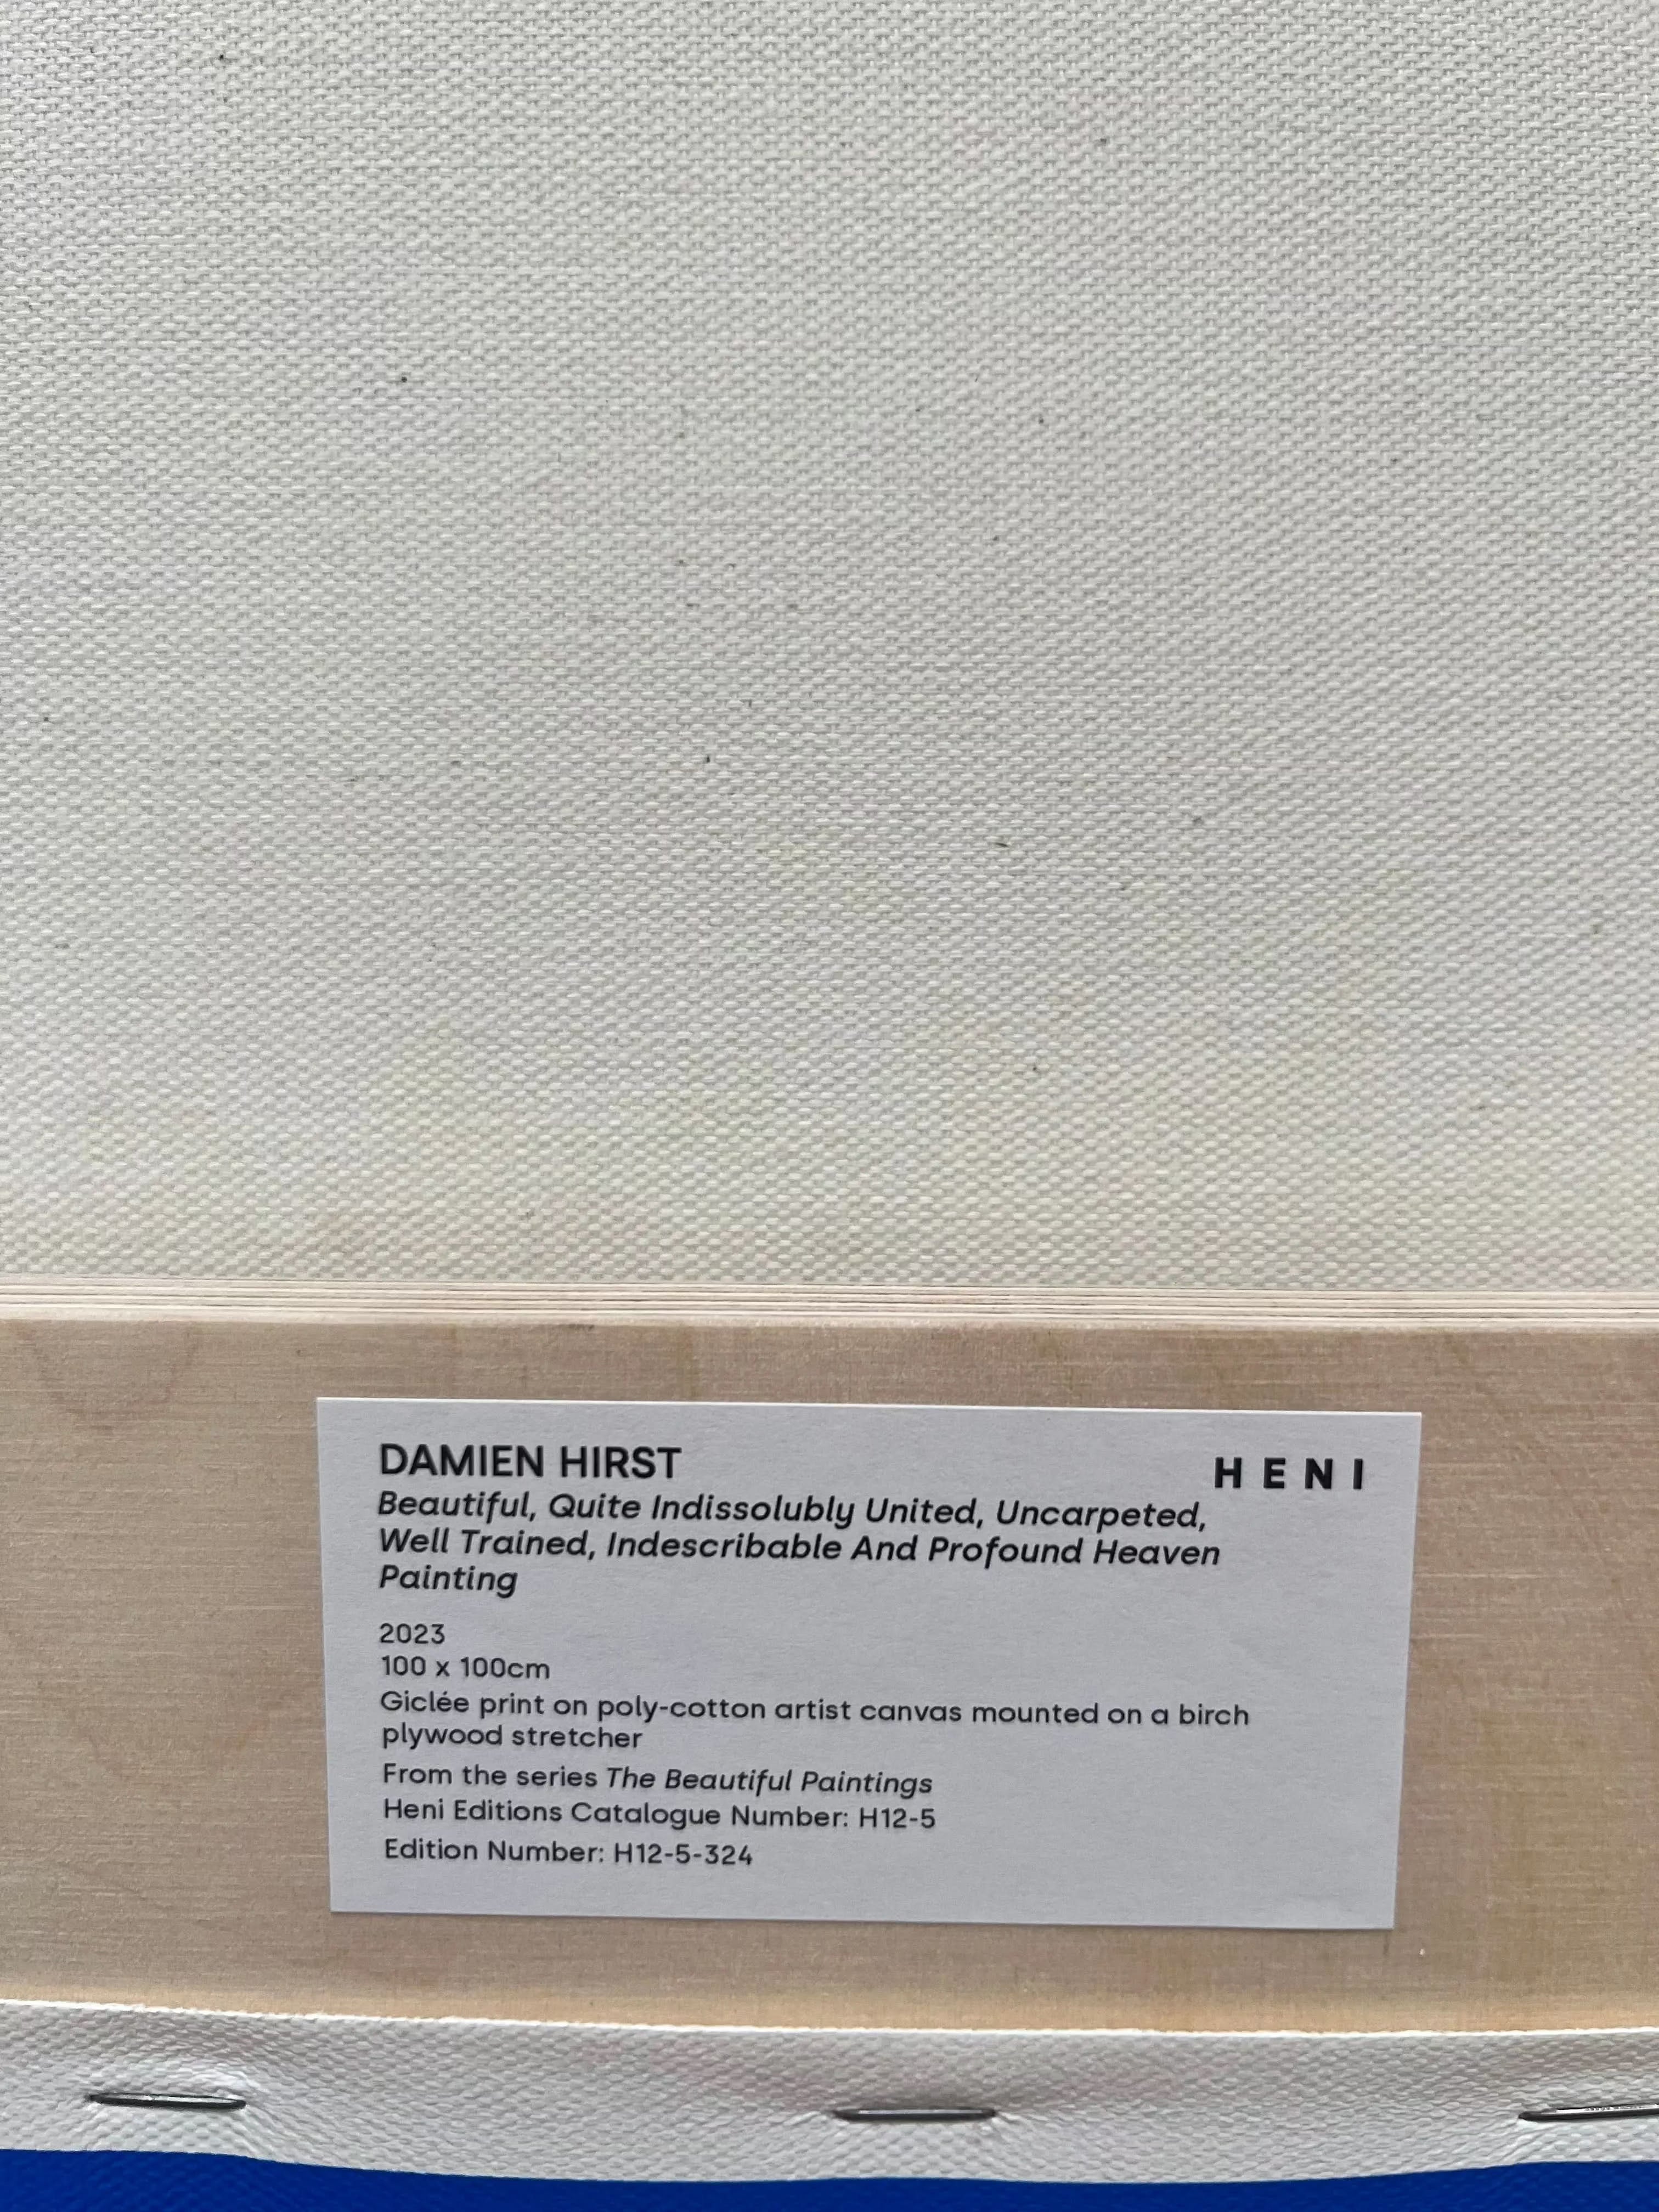 DAMIEN HIRST
HENI
Beautiful, Quite Indissolubly United, Uncarpeted,
Well Trained, Indescribable And Profound Heaven
Painting
2023
100 x 100cm
Giclée print on poly-cotton artist canvas mounted on a birch
plywood stretcher
From the series The Beautiful Paintings
Heni Editions Catalogue Number: H12-5
Edition Number: H12-5-324